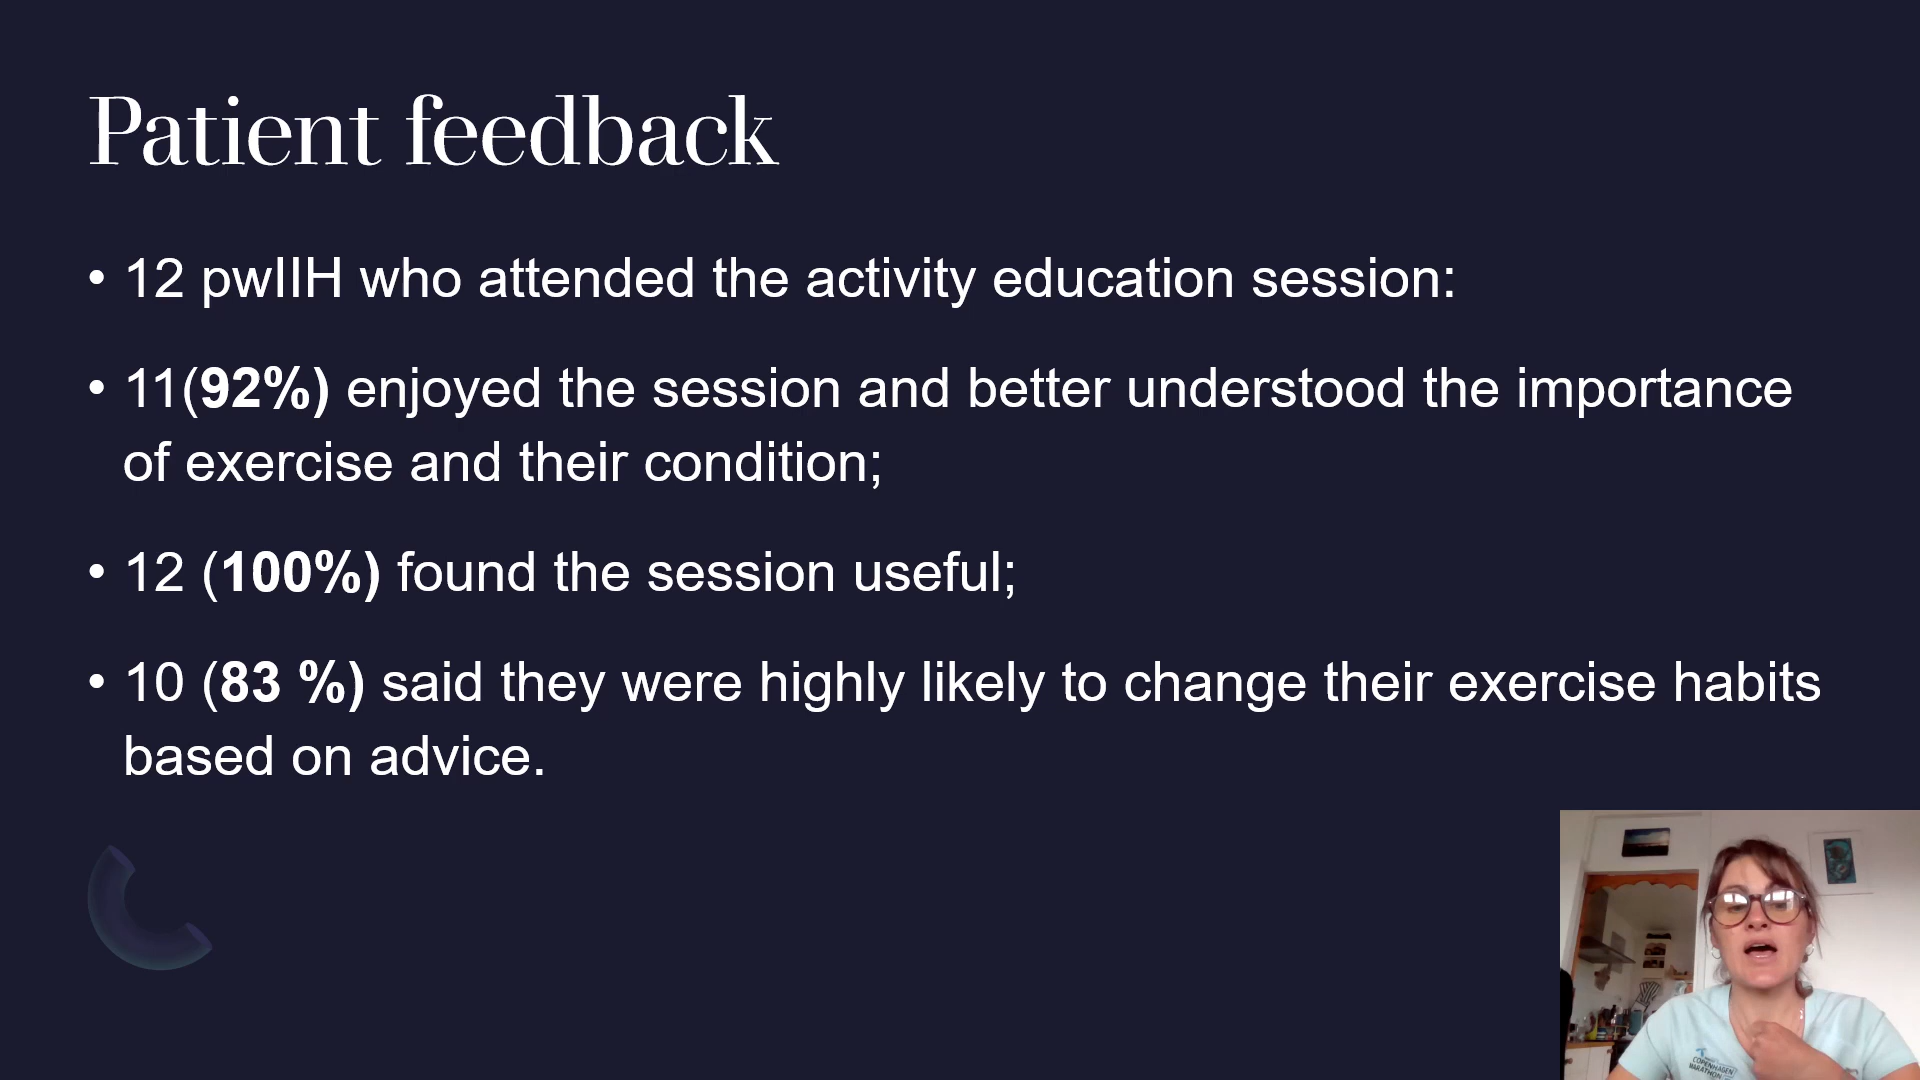 Patient feedback
• 12 pwIIH who attended the activity education session:
• 11(92%) enjoyed the session and better understood the importance
of exercise and their condition;
• 12 (100%) found the session useful;
• 10 (83 %) said they were highly likely to change their exercise habits
based on advice.
COPENHAGEN
MARATHON